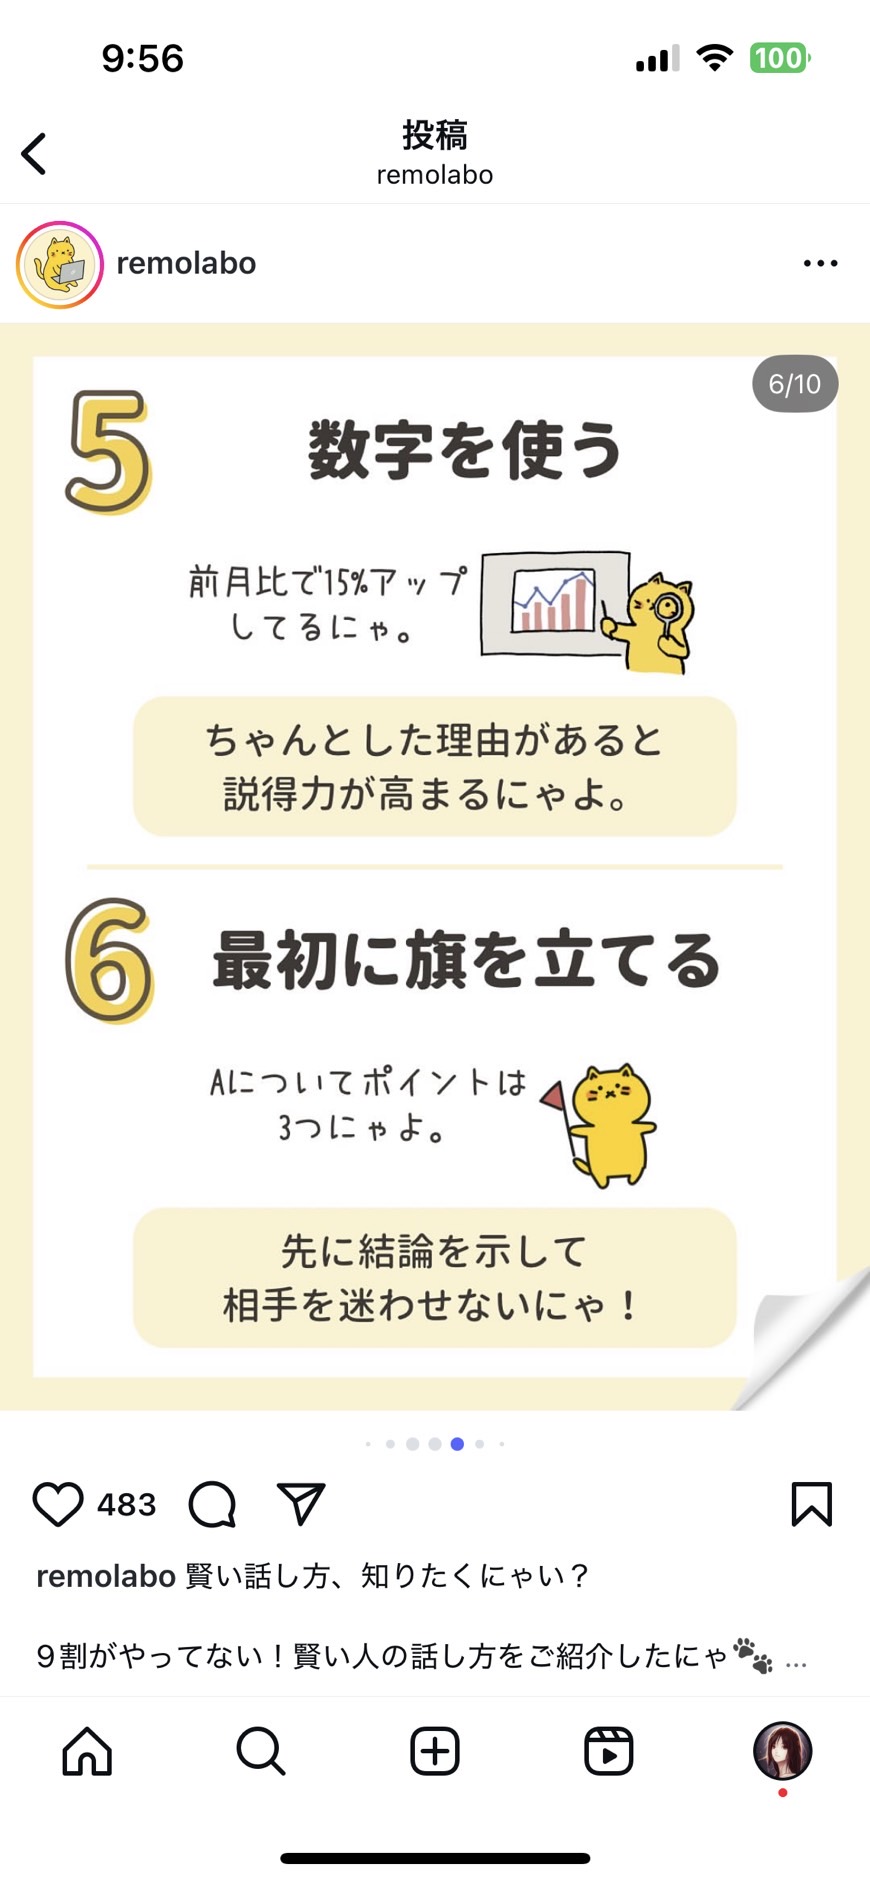 9:56
100
投稿
remolabo
remolabo
6/10
5
数字を使う
前月比で15%アップ
してるにゃ。
ちゃんとした理由があると
説得力が高まるにゃよ。
6
最初に旗を立てる
Aについてポイントは
3つにゃよ。
先に結論を示して
相手を迷わせないにゃ！
483
remolabo 賢い話し方、知りたくにゃい？
９割がやってない！賢い人の話し方をご紹介したにゃ🐾 ...